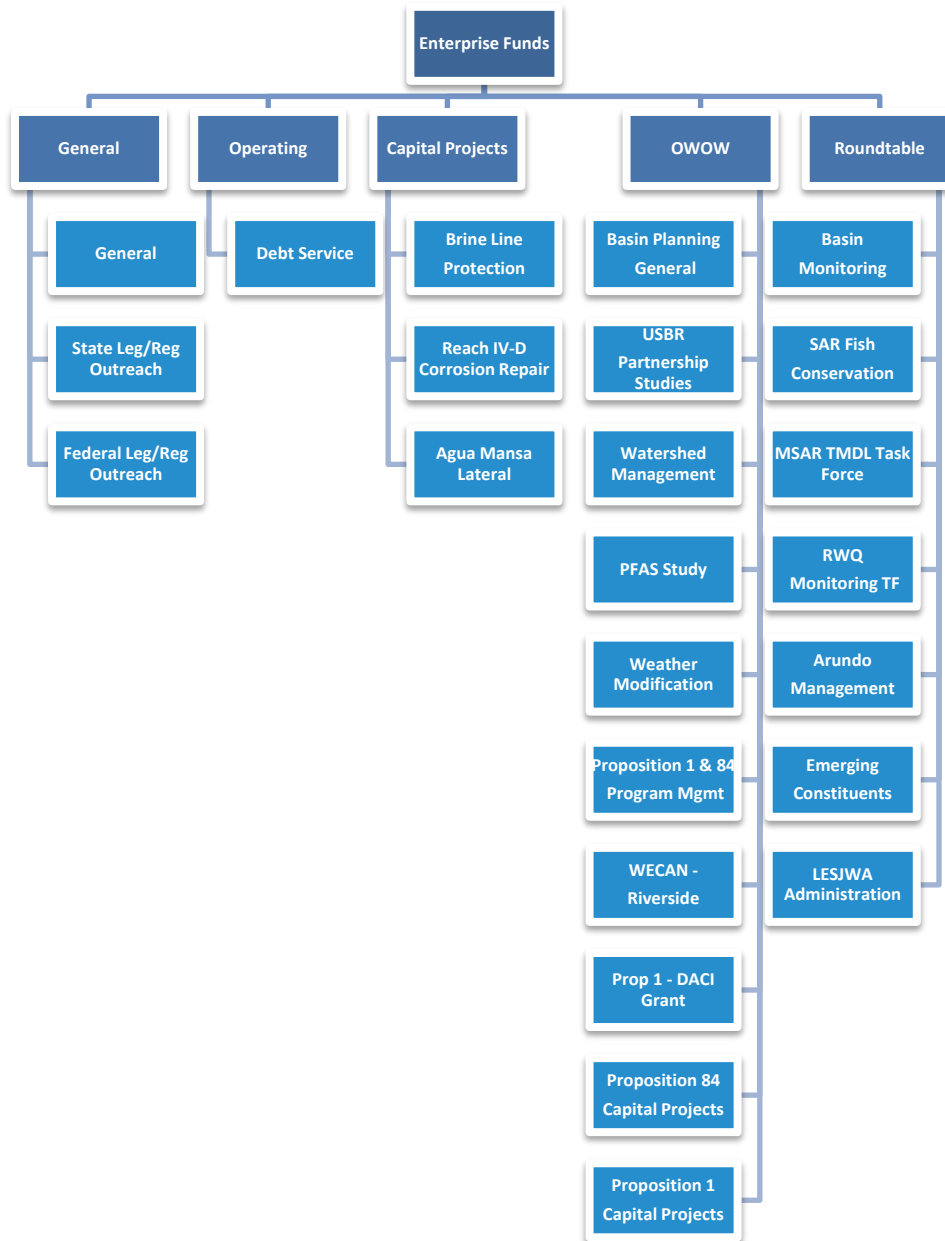 Enterprise Funds
General
Operating
Capital Projects
OWOW
Roundtable
General
State Leg/Reg
Outreach
Federal Leg/Reg
Outreach
Debt Service
Brine Line
Protection
Reach IV-D
Corrosion Repair
Agua Mansa
Lateral
Basin Planning
General
USBR
Partnership
Studies
Watershed
Management
PFAS Study
Weather
Modification
Proposition 1 & 84
Program Mgmt
WECAN -
Riverside
Prop 1 - DACI
Grant
Proposition 84
Capital Projects
Proposition 1
Capital Projects
Basin
Monitoring
SAR Fish
Conservation
MSAR TMDL Task
Force
RWQ
Monitoring TF
Arundo
Management
Emerging
Constituents
LESJWA
Administration